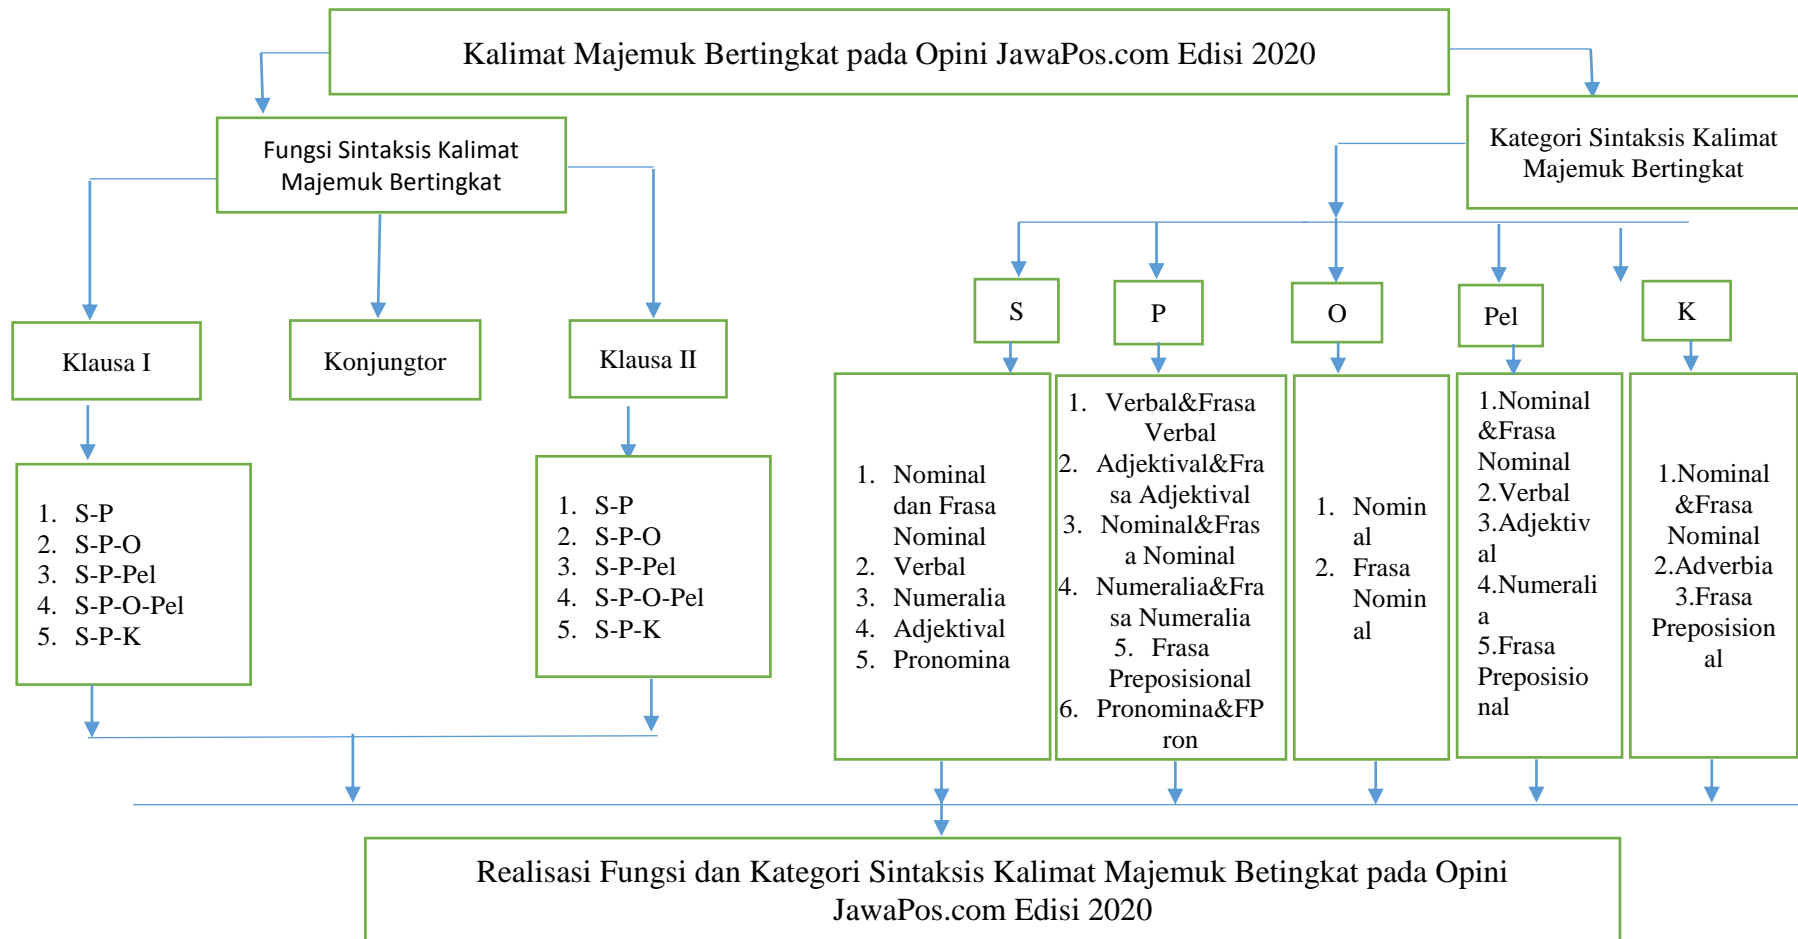 Kalimat Majemuk Bertingkat pada Opini JawaPos.com Edisi 2020
Fungsi Sintaksis Kalimat
Majemuk Bertingkat
Kategori Sintaksis Kalimat
Majemuk Bertingkat
Klausa I
Konjungtor
Klausa II
S
P
O
Pel
K
1. S-P
2. S-P-O
3. S-P-Pel
4. S-P-O-Pel
5. S-P-K
1. S-P
2. S-P-O
3. S-P-Pel
4. S-P-O-Pel
5. S-P-K
1. Nominal
dan Frasa
Nominal
2. Verbal
3. Numeralia
4. Adjektival
5. Pronomina
1. Verbal&Frasa
Verbal
2. Adjektival&Fra
sa Adjektival
3. Nominal&Fras
a Nominal
4. Numeralia&Fra
sa Numeralia
5. Frasa
Preposisional
6. Pronomina&FP
ron
1. Nomin
al
2. Frasa
Nomin
al
1.Nominal
&Frasa
Nominal
2.Verbal
3.Adjektiv
al
4.Numerali
a
5.Frasa
Preposisio
nal
1.Nominal
&Frasa
Nominal
2.Adverbia
3.Frasa
Preposision
al
Realisasi Fungsi dan Kategori Sintaksis Kalimat Majemuk Betingkat pada Opini
JawaPos.com Edisi 2020